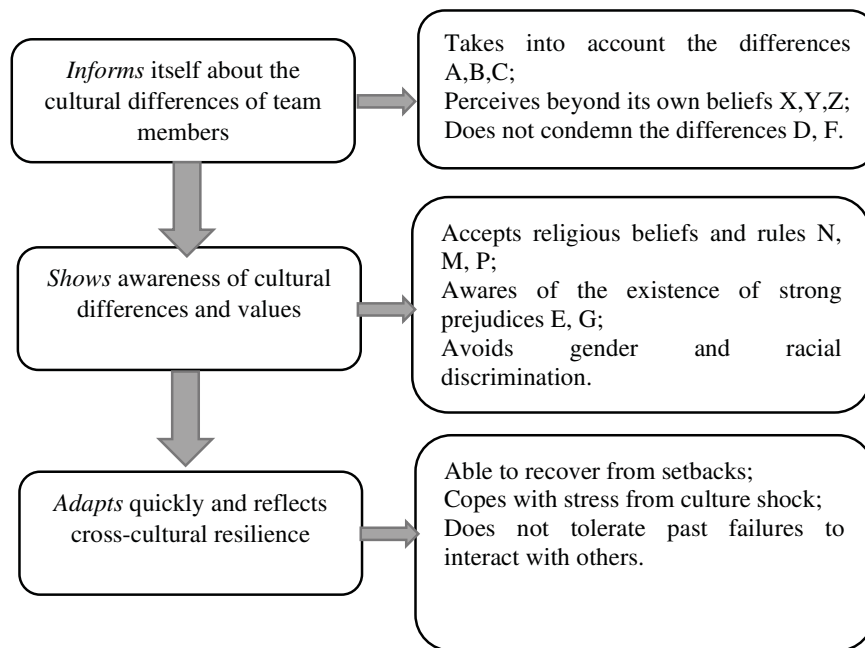 Informs itself about the
cultural differences of team
members
Takes into account the differences
A,B,C;
Perceives beyond its own beliefs X,Y,Z;
Does not condemn the differences D, F.
Shows awareness of cultural
differences and values
Accepts religious beliefs and rules N,
M, P;
Awares of the existence of strong
prejudices E, G;
Avoids gender and racial
discrimination.
Adapts quickly and reflects
cross-cultural resilience
Able to recover from setbacks;
Copes with stress from culture shock;
Does not tolerate past failures to
interact with others.